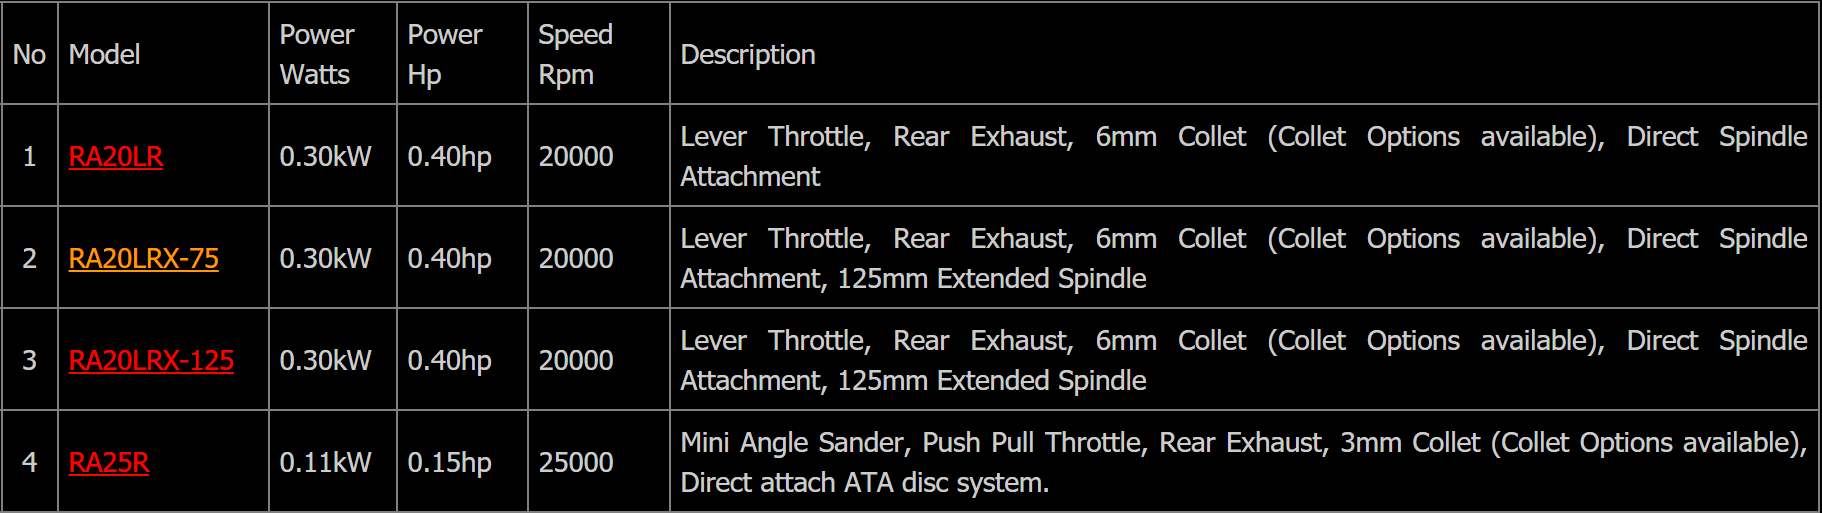 No Model Power Watts Power Hp Speed Rpm Description
1 RA20LR 0.30kW 0.40hp 20000 Lever Throttle, Rear Exhaust, 6mm Collet (Collet Options available), Direct Spindle
Attachment
2 RA20LRX-75 0.30kW 0.40hp 20000 Lever Throttle, Rear Exhaust, 6mm Collet (Collet Options available), Direct Spindle
Attachment, 125mm Extended Spindle
3 RA20LRX-125 0.30kW 0.40hp 20000 Lever Throttle, Rear Exhaust, 6mm Collet (Collet Options available), Direct Spindle
Attachment, 125mm Extended Spindle
4 RA25R 0.11kW 0.15hp 25000 Mini Angle Sander, Push Pull Throttle, Rear Exhaust, 3mm Collet (Collet Options available),
Direct attach ATA disc system.